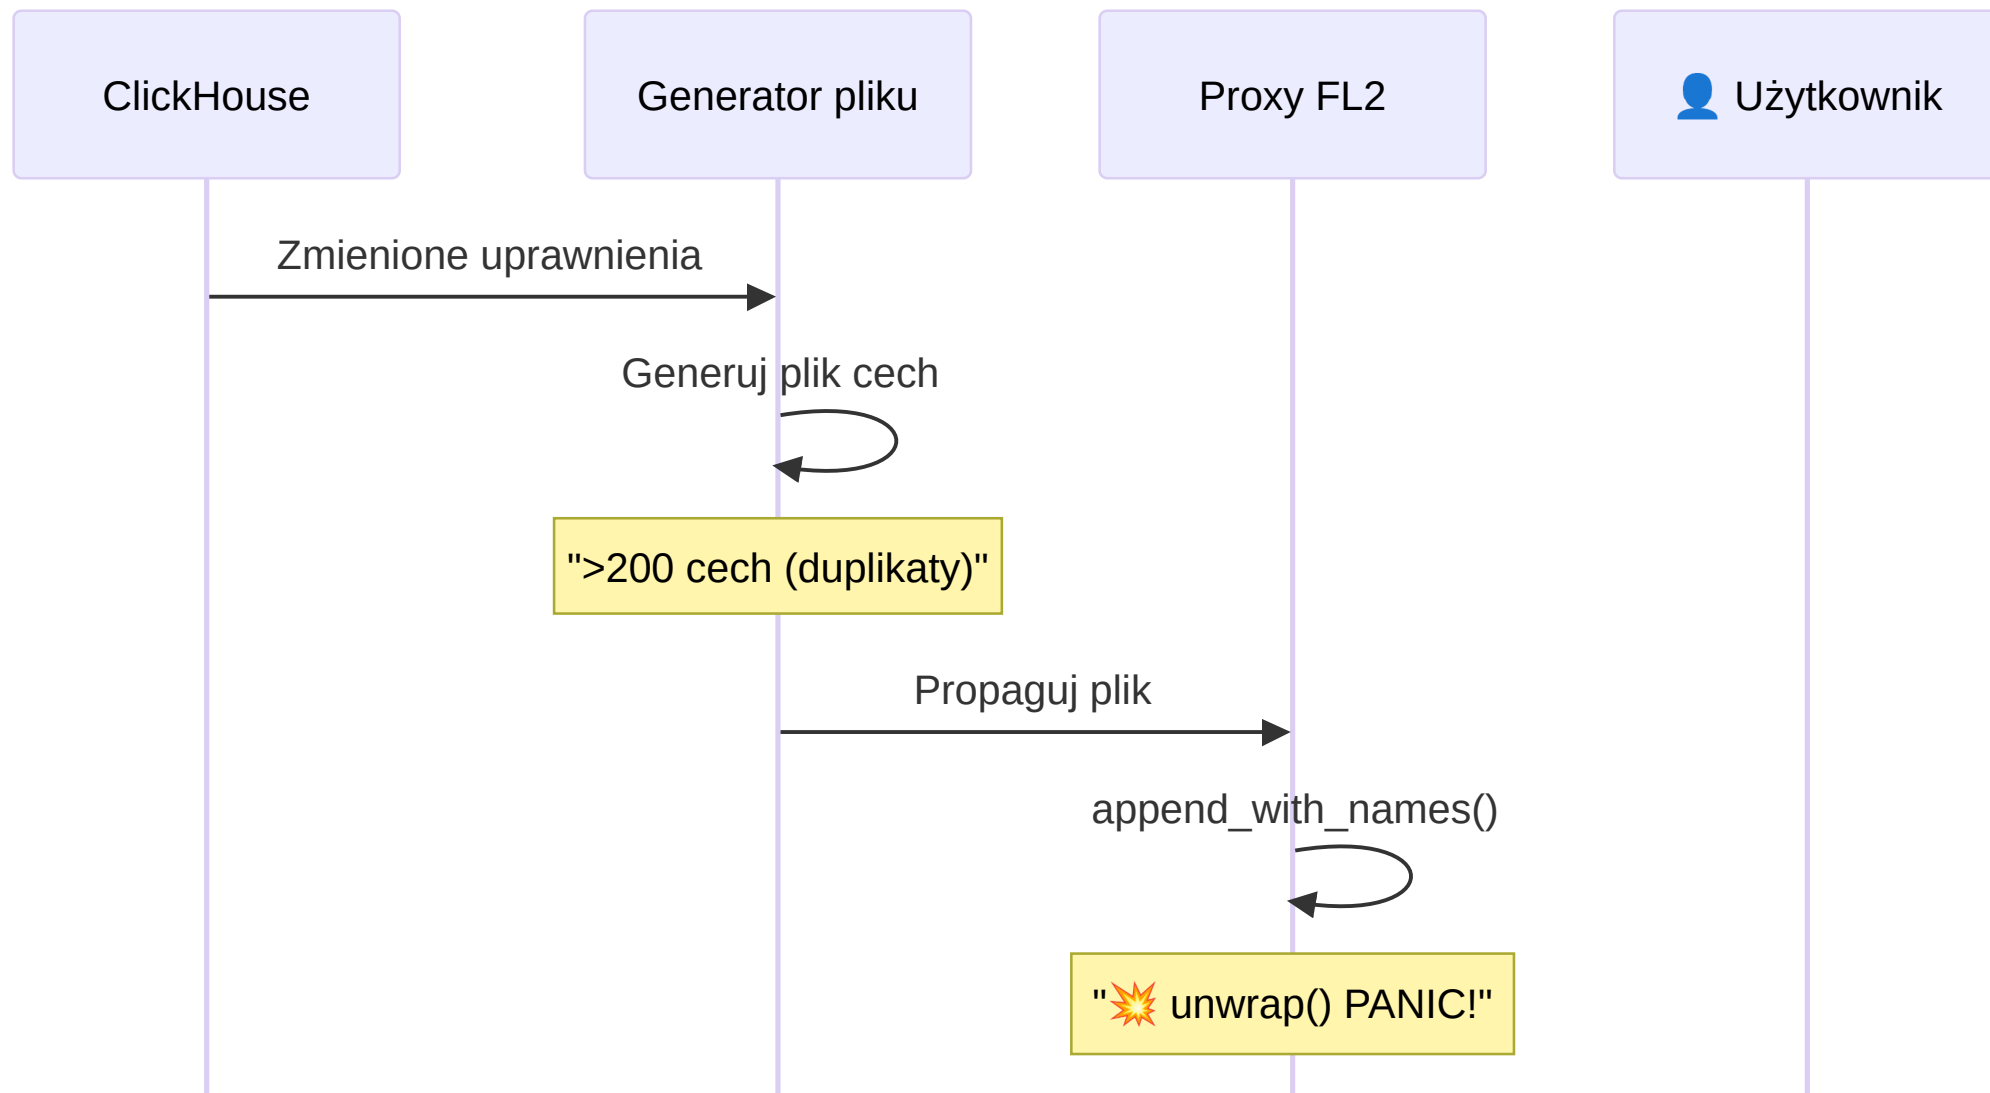 ClickHouse
Generator pliku
Proxy FL2
👤 Użytkownik
Zmienione uprawnienia
Generuj plik cech
">200 cech (duplikaty)"
Propaguj plik
append_with_names()
"💥 unwrap() PANIC!"